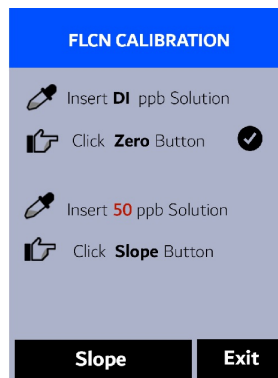 FLCN CALIBRATION
Insert DI ppb Solution
Click Zero Button
Insert 50 ppb Solution
Click Slope Button
Slope Exit